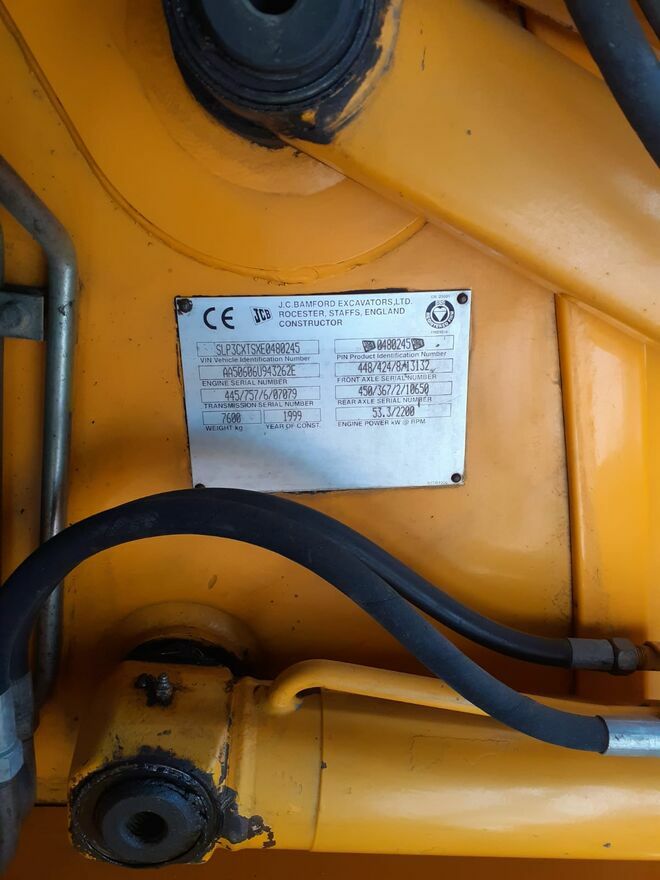 CE JCB J.C.BAMFORD EXCAVATORS,LTD.
ROCESTER, STAFFS, ENGLAND
CONSTRUCTOR
SLP3CXTSXE0480245 0480245
VIN Vehicle Identification Number PIN Product Identification Number
AA50606U943262E 448/424/8/13132
ENGINE SERIAL NUMBER FRONT AXLE SERIAL NUMBER
445/757/6/07079 450/367/2/10650
TRANSMISSION SERIAL NUMBER REAR AXLE SERIAL NUMBER
7600 1999 53.3/2200
WEIGHT kg YEAR OF CONST. ENGINE POWER kW @ RPM